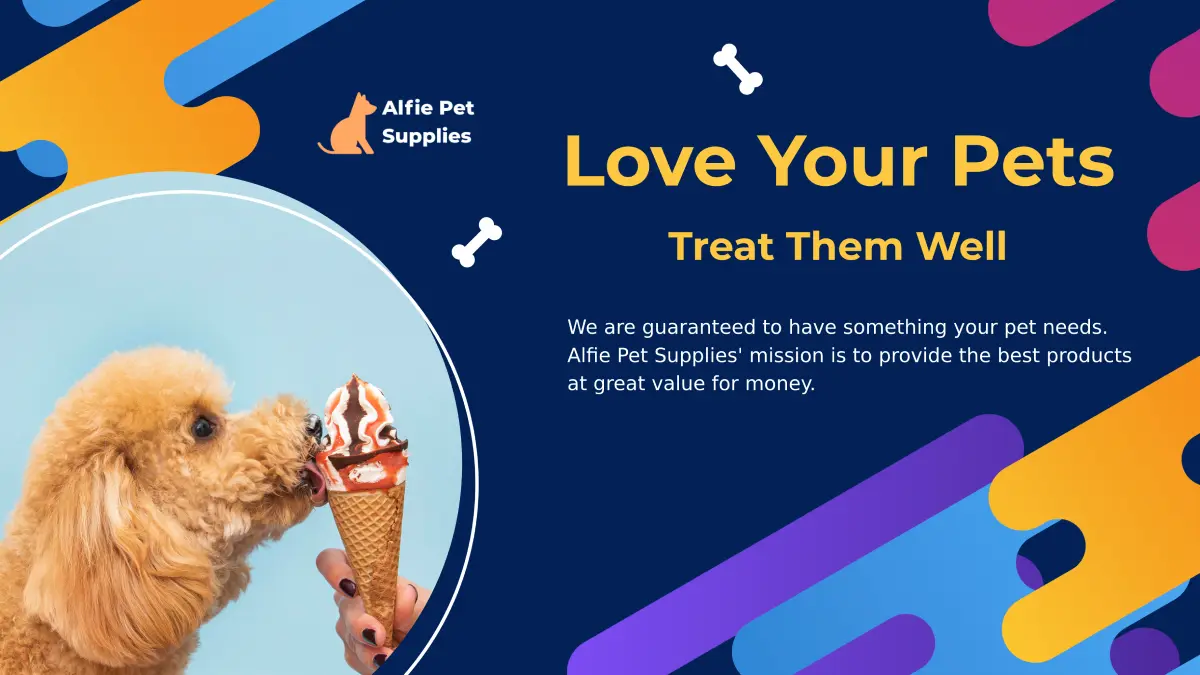 Alfie Pet
Supplies
Love Your Pets
Treat Them Well
We are guaranteed to have something your pet needs.
Alfie Pet Supplies' mission is to provide the best products
at great value for money.